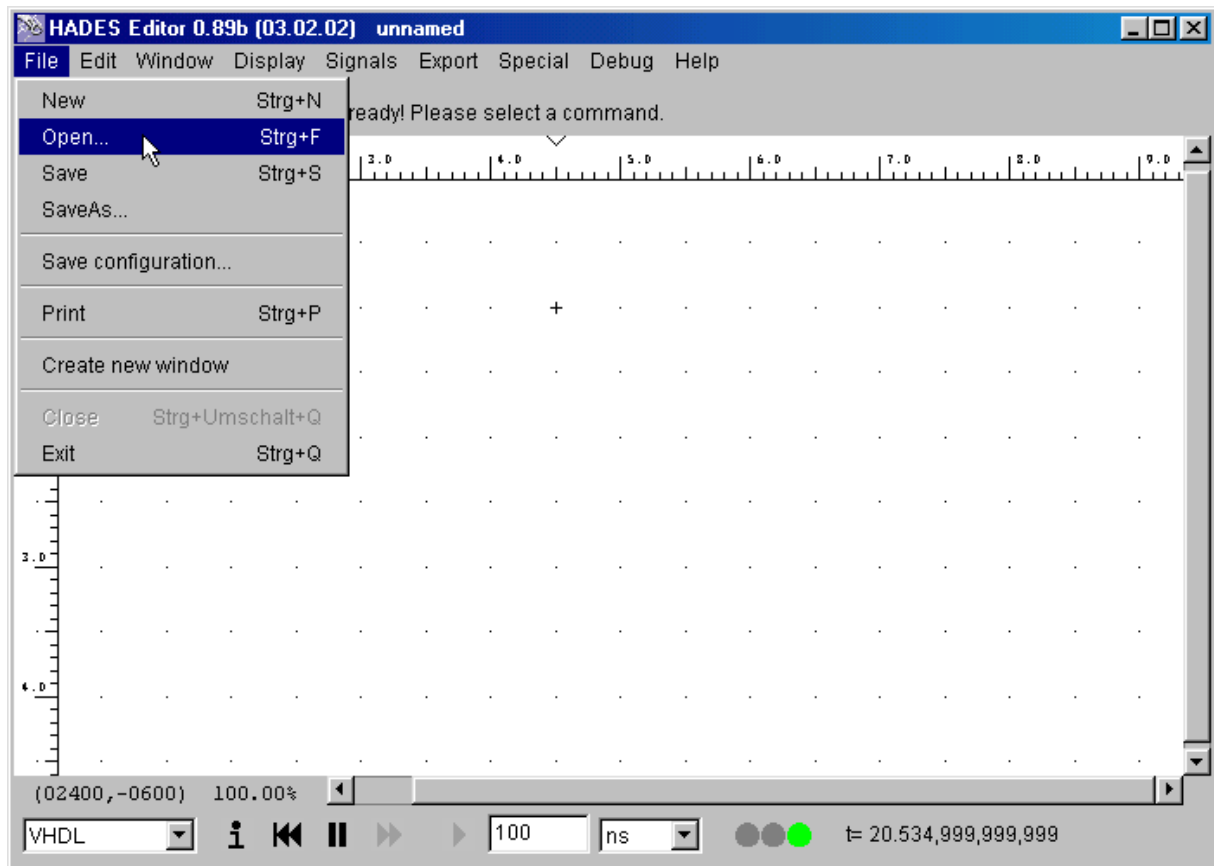 HADES Editor 0.89b (03.02.02) unnamed
File Edit Window Display Signals Export Special Debug Help
New Strg+N
ready! Please select a command.
Open... Strg+F
Save Strg+S
SaveAs...
Save configuration...
Print Strg+P
Create new window
Close Strg+Umschalt+Q
Exit Strg+Q
3.0 4.0 5.0 6.0 7.0 8.0 9.0
3.0
4.0
(02400,-0600) 100.00%
VHDL i 100 ns t= 20.534,999,999,999